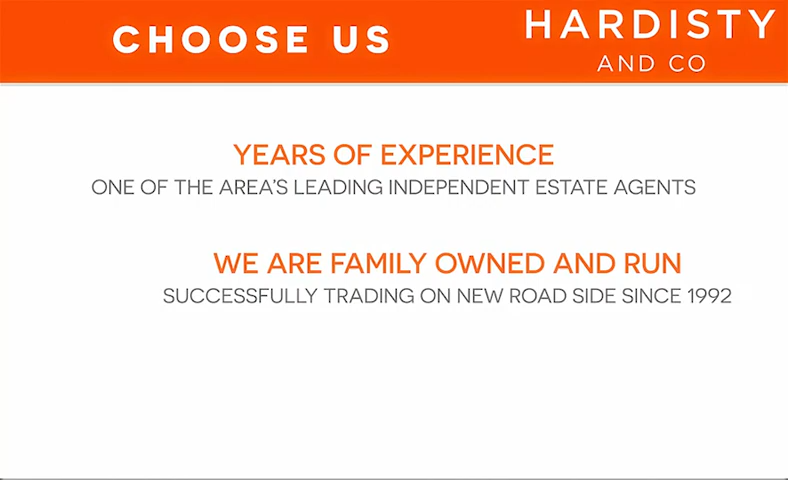 CHOOSE US
HARDISTY
AND CO
YEARS OF EXPERIENCE
ONE OF THE AREA'S LEADING INDEPENDENT ESTATE AGENTS
WE ARE FAMILY OWNED AND RUN
SUCCESSFULLY TRADING ON NEW ROAD SIDE SINCE 1992